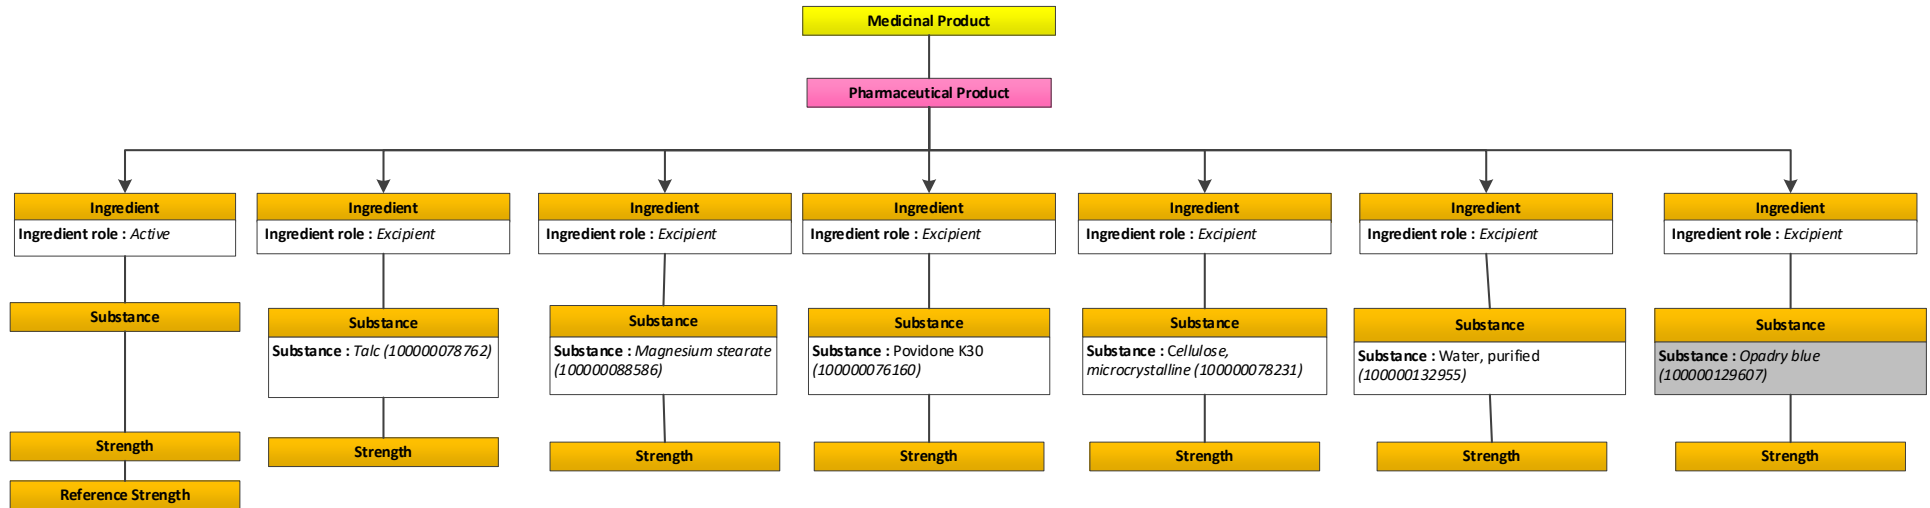 Medicinal Product
Pharmaceutical Product
Ingredient
Ingredient role : Active
Substance
Strength
Reference Strength
Ingredient
Ingredient role : Excipient
Substance
Substance : Talc (100000078762)
Strength
Ingredient
Ingredient role : Excipient
Substance
Substance : Magnesium stearate
(100000088586)
Strength
Ingredient
Ingredient role : Excipient
Substance
Substance : Povidone K30
(100000076160)
Strength
Ingredient
Ingredient role : Excipient
Substance
Substance : Cellulose,
microcrystalline (100000078231)
Strength
Ingredient
Ingredient role : Excipient
Substance
Substance : Water, purified
(100000132955)
Strength
Ingredient
Ingredient role : Excipient
Substance
Substance : Opadry blue
(100000129607)
Strength